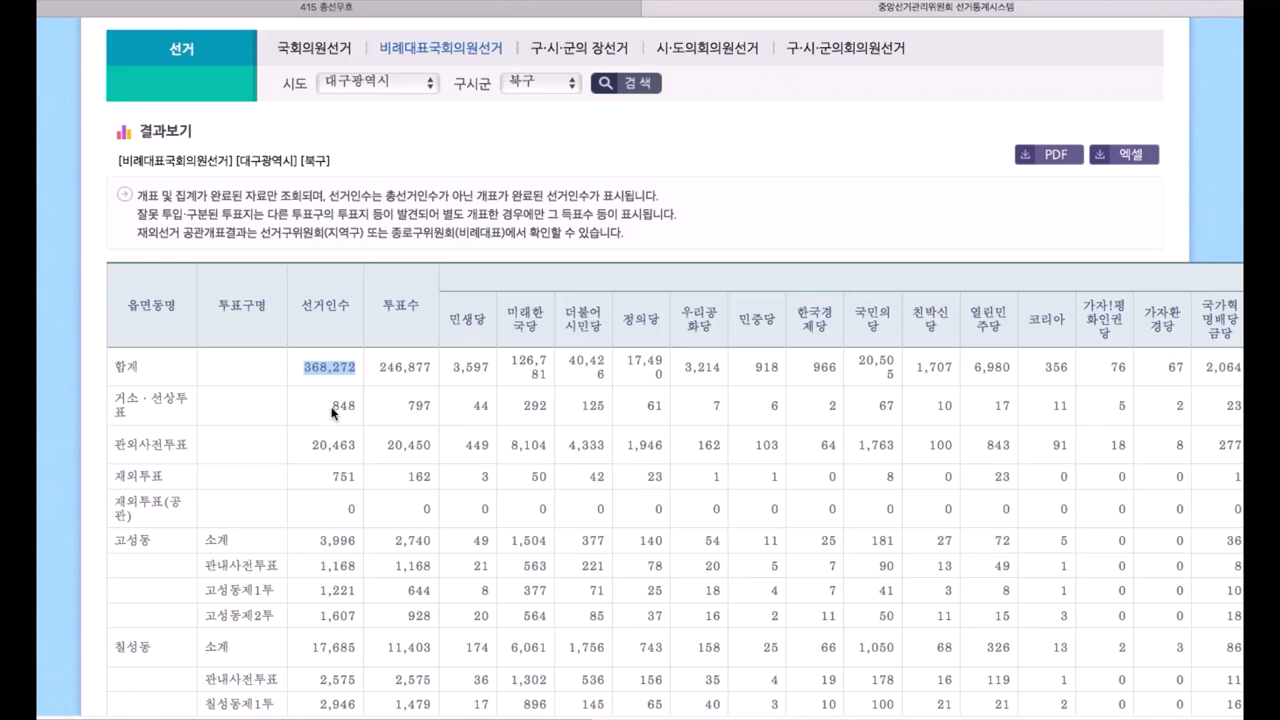 415 총선무효 중앙선거관리위원회 선거통계시스템
선거 국회의원선거 | 비례대표국회의원선거 | 구·시·군의 장선거 | 시·도의회의원선거 | 구·시·군의회의원선거
시도 대구광역시 구시군 북구 검색
결과보기
[비례대표국회의원선거] [대구광역시] [북구] PDF 엑셀
개표 및 집계가 완료된 자료만 조회되며, 선거인수는 총선거인수가 아닌 개표가 완료된 선거인수가 표시됩니다.
잘못 투입·구분된 투표지는 다른 투표구의 투표지 등이 발견되어 별도 개표한 경우에만 그 득표수 등이 표시됩니다.
재외선거 공관개표결과는 선거구위원회(지역구) 또는 종로구위원회(비례대표)에서 확인할 수 있습니다.
읍면동명 투표구명 선거인수 투표수 민생당 미래한국당 더불어시민당 정의당 우리공화당 민중당 한국경제당 국민의당 친박신당 열린민주당 코리아 가자!평화인권당 가자환경당 국가혁명배당금당
합계 368,272 246,877 3,597 126,781 40,426 17,490 3,214 918 966 20,505 1,707 6,980 356 76 67 2,064
거소·선상투표 848 797 44 292 125 61 7 6 2 67 10 17 11 5 2 23
관외사전투표 20,463 20,450 449 8,104 4,333 1,946 162 103 64 1,763 100 843 91 18 8 277
재외투표 751 162 3 50 42 23 1 1 0 8 0 23 0 0 0 1
재외투표(공관) 0 0 0 0 0 0 0 0 0 0 0 0 0 0 0 0
고성동 소계 3,996 2,740 49 1,504 377 140 54 11 25 181 27 72 5 0 0 36
관내사전투표 1,168 1,168 21 563 221 78 20 5 7 90 13 49 1 0 0 8
고성동제1투 1,221 644 8 377 71 25 18 4 7 41 3 8 1 0 0 10
고성동제2투 1,607 928 20 564 85 37 16 2 11 50 11 15 3 0 0 18
칠성동 소계 17,685 11,403 174 6,061 1,756 743 158 25 66 1,050 68 326 13 2 3 86
관내사전투표 2,575 2,575 36 1,302 536 156 35 4 19 178 16 119 1 0 0 11
칠성동제1투 2,946 1,479 17 896 145 65 40 3 10 100 21 21 2 0 0 16